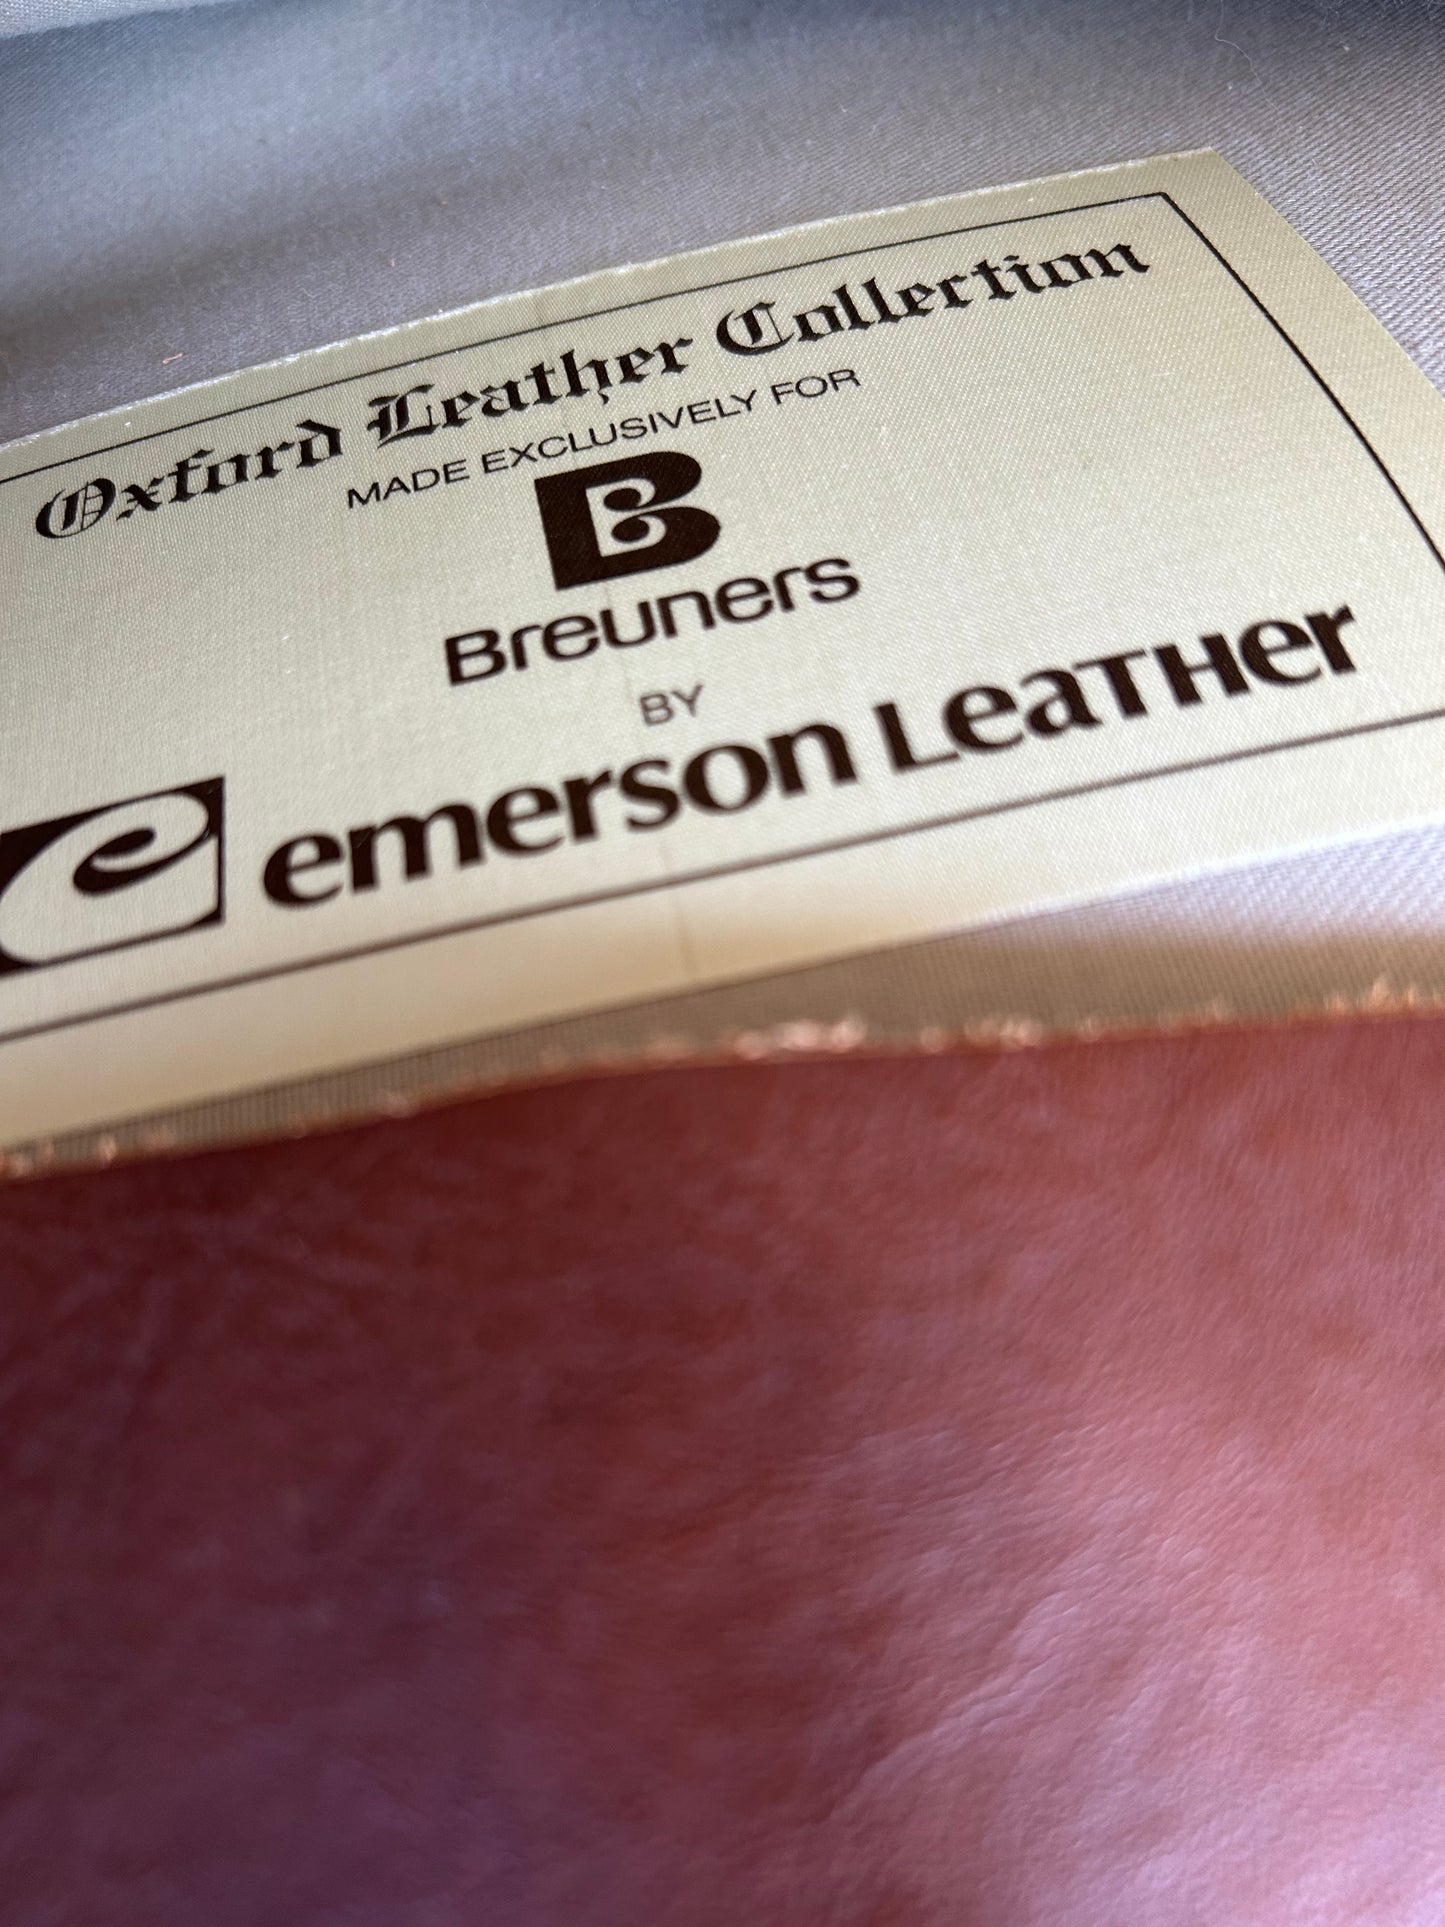 Oxford Leather Collection
MADE EXCLUSIVELY FOR
B
Breuners
BY
e emerson Leather